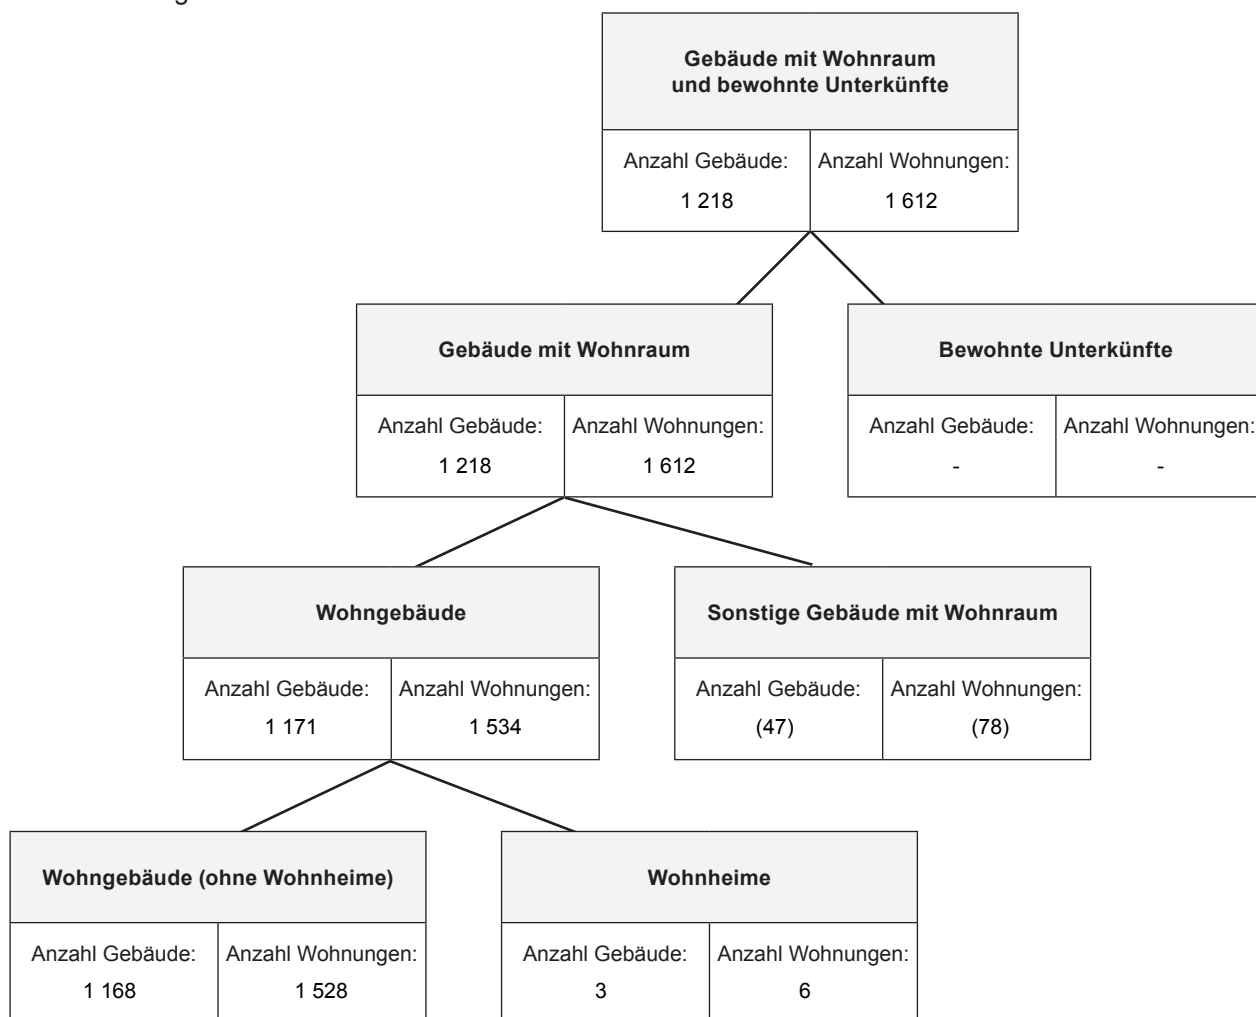 Gebäude mit Wohnraum
und bewohnte Unterkünfte
Anzahl Gebäude: Anzahl Wohnungen:
1 218 1 612
Gebäude mit Wohnraum Bewohnte Unterkünfte
Anzahl Gebäude: Anzahl Wohnungen: Anzahl Gebäude: Anzahl Wohnungen:
1 218 1 612 - -
Wohngebäude Sonstige Gebäude mit Wohnraum
Anzahl Gebäude: Anzahl Wohnungen: Anzahl Gebäude: Anzahl Wohnungen:
1 171 1 534 (47) (78)
Wohngebäude (ohne Wohnheime) Wohnheime
Anzahl Gebäude: Anzahl Wohnungen: Anzahl Gebäude: Anzahl Wohnungen:
1 168 1 528 3 6